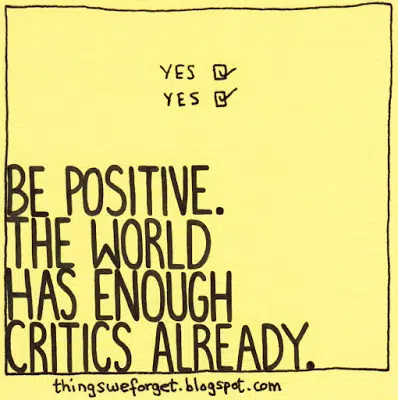 YES
YES
BE POSITIVE.
THE WORLD
HAS ENOUGH
CRITICS ALREADY.
thingsweforget.blogspot.com